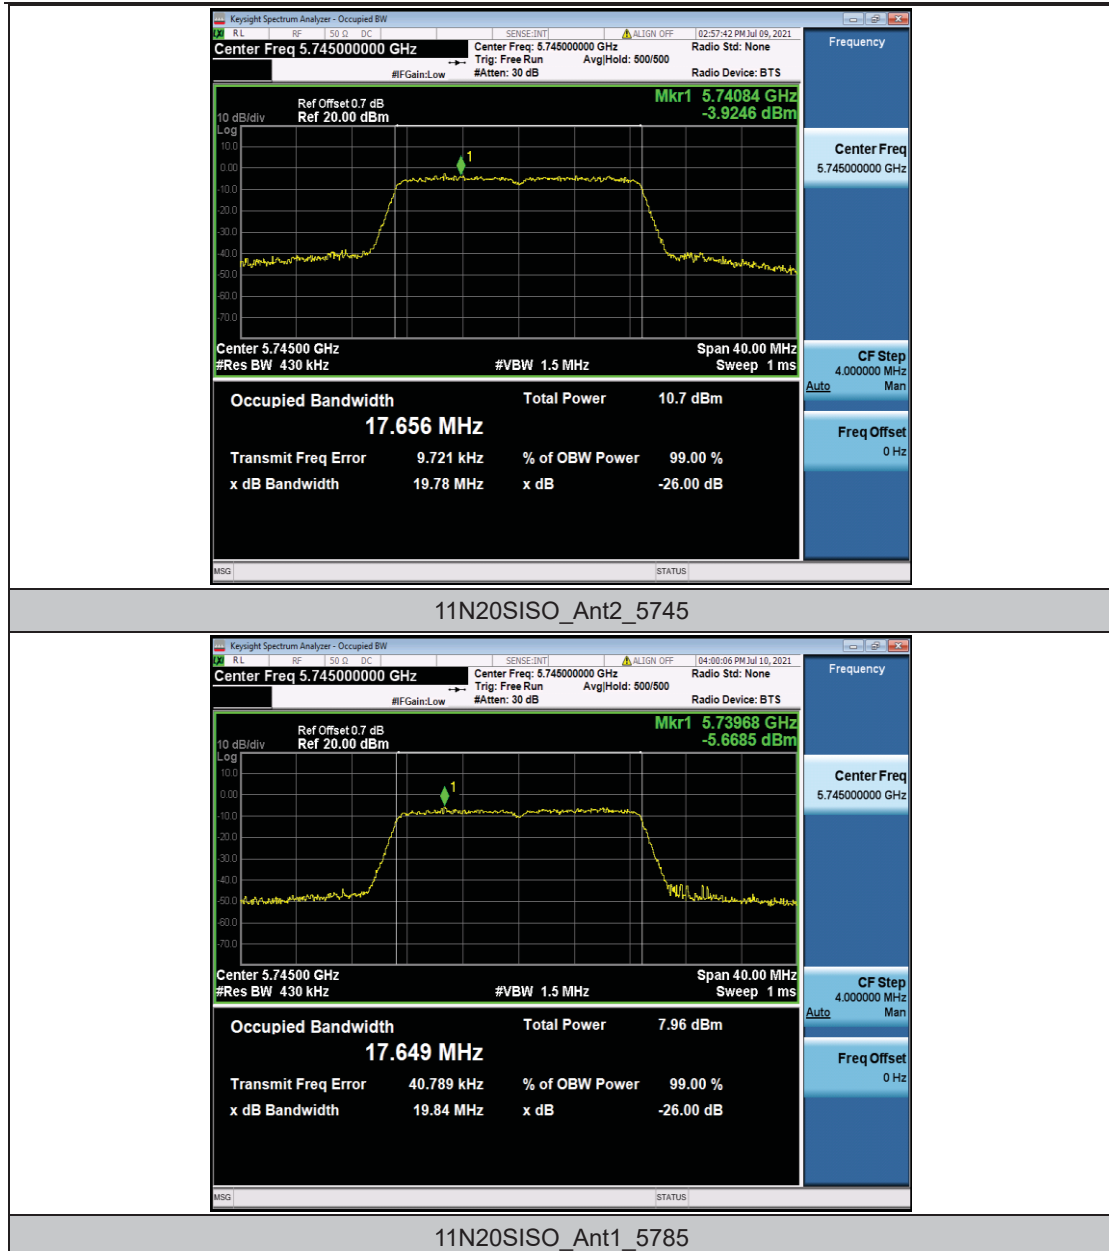 Keysight Spectrum Analyzer - Occupied BW
RL RF 50 Ω DC SENSE:INT ALIGN OFF 02:57:42 PM Jul 09, 2021
Center Freq 5.745000000 GHz
Center Freq: 5.745000000 GHz
Radio Std: None
Trig: Free Run Avg|Hold: 500/500
#IFGain:Low #Atten: 30 dB Radio Device: BTS
Frequency
Mkr1 5.74084 GHz
-3.9246 dBm
Ref Offset 0.7 dB
10 dB/div Ref 20.00 dBm
Log
10.0
0.00
-10.0
-20.0
-30.0
-40.0
-50.0
-60.0
-70.0
1
Center 5.74500 GHz Span 40.00 MHz
#Res BW 430 kHz #VBW 1.5 MHz Sweep 1 ms
Occupied Bandwidth Total Power 10.7 dBm
17.656 MHz
Transmit Freq Error 9.721 kHz % of OBW Power 99.00 %
x dB Bandwidth 19.78 MHz x dB -26.00 dB
Center Freq
5.745000000 GHz
CF Step
4.000000 MHz
Auto Man
Freq Offset
0 Hz
MSG STATUS
11N20SISO_Ant2_5745
Keysight Spectrum Analyzer - Occupied BW
RL RF 50 Ω DC SENSE:INT ALIGN OFF 04:00:06 PM Jul 10, 2021
Center Freq 5.745000000 GHz
Center Freq: 5.745000000 GHz
Radio Std: None
Trig: Free Run Avg|Hold: 500/500
#IFGain:Low #Atten: 30 dB Radio Device: BTS
Frequency
Mkr1 5.73968 GHz
-5.6685 dBm
Ref Offset 0.7 dB
10 dB/div Ref 20.00 dBm
Log
10.0
0.00
-10.0
-20.0
-30.0
-40.0
-50.0
-60.0
-70.0
1
Center 5.74500 GHz Span 40.00 MHz
#Res BW 430 kHz #VBW 1.5 MHz Sweep 1 ms
Occupied Bandwidth Total Power 7.96 dBm
17.649 MHz
Transmit Freq Error 40.789 kHz % of OBW Power 99.00 %
x dB Bandwidth 19.84 MHz x dB -26.00 dB
Center Freq
5.745000000 GHz
CF Step
4.000000 MHz
Auto Man
Freq Offset
0 Hz
MSG STATUS
11N20SISO_Ant1_5785